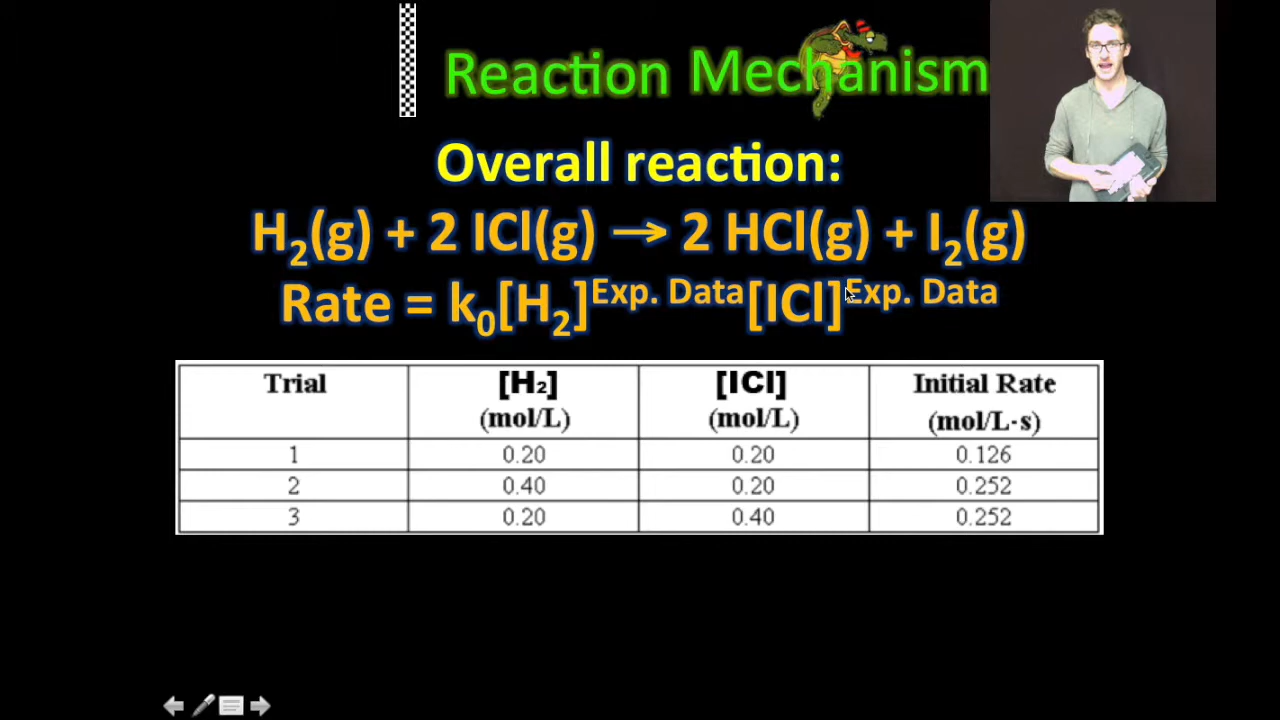 Reaction Mechanism
Overall reaction:
H₂(g) + 2 ICl(g) → 2 HCl(g) + I₂(g)
Rate = k₀[H₂]^Exp. Data[ICl]^Exp. Data
Trial [H₂] (mol/L) [ICl] (mol/L) Initial Rate (mol/L·s)
1 0.20 0.20 0.126
2 0.40 0.20 0.252
3 0.20 0.40 0.252